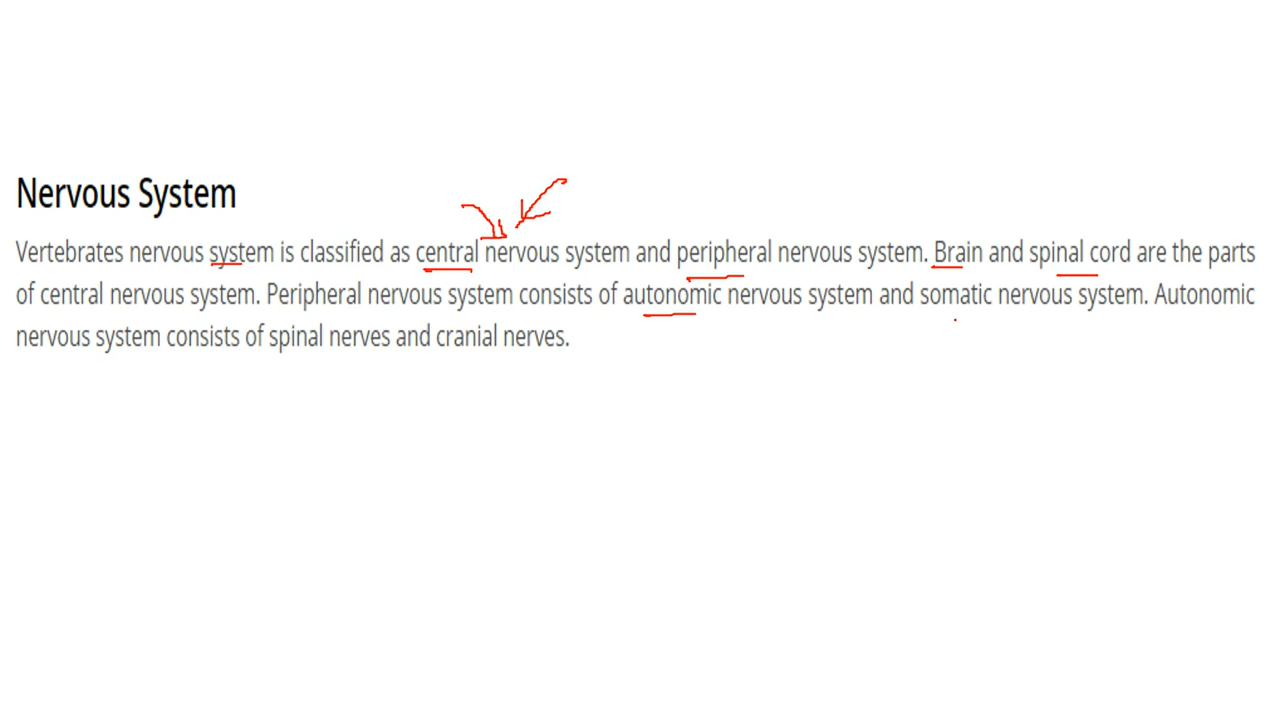 Nervous System
Vertebrates nervous system is classified as central nervous system and peripheral nervous system. Brain and spinal cord are the parts
of central nervous system. Peripheral nervous system consists of autonomic nervous system and somatic nervous system. Autonomic
nervous system consists of spinal nerves and cranial nerves.